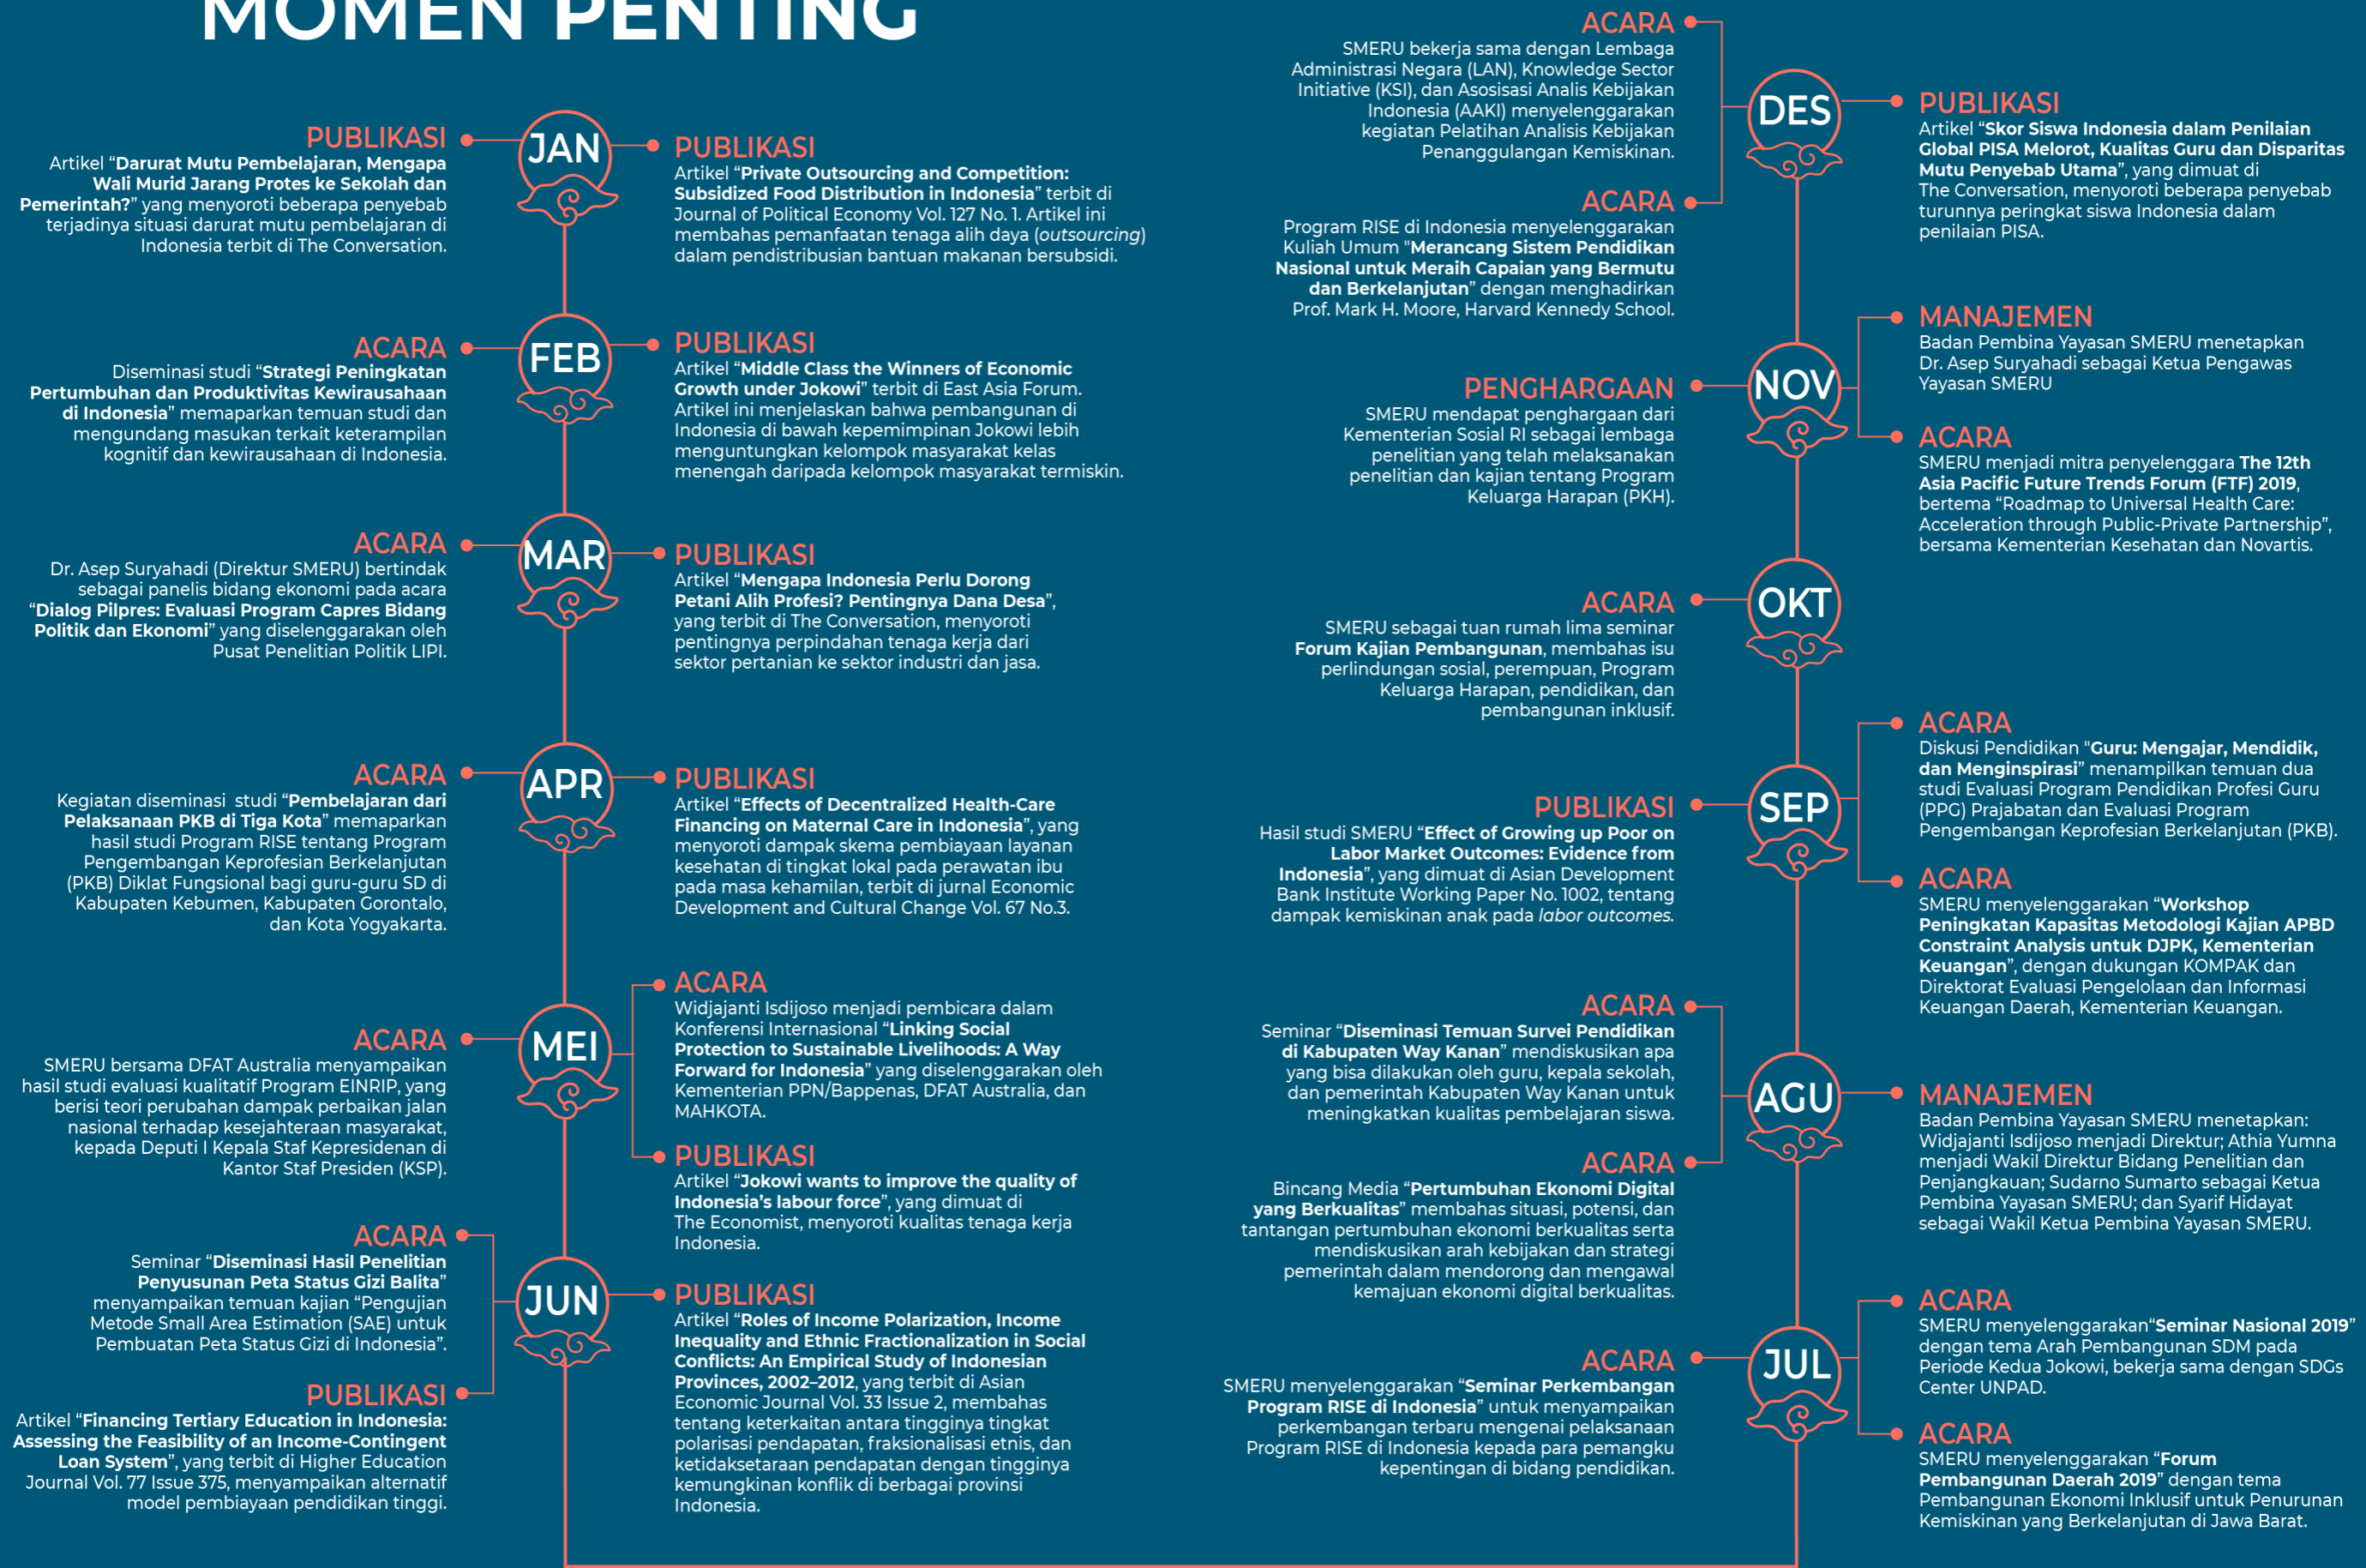 MOMEN PENTING
JAN
PUBLIKASI
Artikel “Darurat Mutu Pembelajaran, Mengapa
Wali Murid Jarang Protes ke Sekolah dan
Pemerintah?” yang menyoroti beberapa penyebab
terjadinya situasi darurat mutu pembelajaran di
Indonesia terbit di The Conversation.
PUBLIKASI
Artikel “Private Outsourcing and Competition:
Subsidized Food Distribution in Indonesia” terbit di
Journal of Political Economy Vol. 127 No. 1. Artikel ini
membahas pemanfaatan tenaga alih daya (outsourcing)
dalam pendistribusian bantuan makanan bersubsidi.
FEB
ACARA
Diseminasi studi “Strategi Peningkatan
Pertumbuhan dan Produktivitas Kewirausahaan
di Indonesia” memaparkan temuan studi dan
mengundang masukan terkait keterampilan
kognitif dan kewirausahaan di Indonesia.
PUBLIKASI
Artikel “Middle Class the Winners of Economic
Growth under Jokowi” terbit di East Asia Forum.
Artikel ini menjelaskan bahwa pembangunan di
Indonesia di bawah kepemimpinan Jokowi lebih
menguntungkan kelompok masyarakat kelas
menengah daripada kelompok masyarakat termiskin.
MAR
ACARA
Dr. Asep Suryahadi (Direktur SMERU) bertindak
sebagai panelis bidang ekonomi pada acara
“Dialog Pilpres: Evaluasi Program Capres Bidang
Politik dan Ekonomi” yang diselenggarakan oleh
Pusat Penelitian Politik LIPI.
PUBLIKASI
Artikel “Mengapa Indonesia Perlu Dorong
Petani Alih Profesi? Pentingnya Dana Desa”,
yang terbit di The Conversation, menyoroti
pentingnya perpindahan tenaga kerja dari
sektor pertanian ke sektor industri dan jasa.
APR
ACARA
Kegiatan diseminasi studi “Pembelajaran dari
Pelaksanaan PKB di Tiga Kota” memaparkan
hasil studi Program RISE tentang Program
Pengembangan Keprofesian Berkelanjutan
(PKB) Diklat Fungsional bagi guru-guru SD di
Kabupaten Kebumen, Kabupaten Gorontalo,
dan Kota Yogyakarta.
PUBLIKASI
Artikel “Effects of Decentralized Health-Care
Financing on Maternal Care in Indonesia”, yang
menyoroti dampak skema pembiayaan layanan
kesehatan di tingkat lokal pada perawatan ibu
pada masa kehamilan, terbit di jurnal Economic
Development and Cultural Change Vol. 67 No.3.
MEI
ACARA
SMERU bersama DFAT Australia menyampaikan
hasil studi evaluasi kualitatif Program EINRIP, yang
berisi teori perubahan dampak perbaikan jalan
nasional terhadap kesejahteraan masyarakat,
kepada Deputi I Kepala Staf Kepresidenan di
Kantor Staf Presiden (KSP).
ACARA
Widjajanti Isdijoso menjadi pembicara dalam
Konferensi Internasional “Linking Social
Protection to Sustainable Livelihoods: A Way
Forward for Indonesia” yang diselenggarakan oleh
Kementerian PPN/Bappenas, DFAT Australia, dan
MAHKOTA.
PUBLIKASI
Artikel “Jokowi wants to improve the quality of
Indonesia’s labour force”, yang dimuat di
The Economist, menyoroti kualitas tenaga kerja
Indonesia.
JUN
ACARA
Seminar “Diseminasi Hasil Penelitian
Penyusunan Peta Status Gizi Balita”
menyampaikan temuan kajian “Pengujian
Metode Small Area Estimation (SAE) untuk
Pembuatan Peta Status Gizi di Indonesia”.
PUBLIKASI
Artikel “Financing Tertiary Education in Indonesia:
Assessing the Feasibility of an Income-Contingent
Loan System”, yang terbit di Higher Education
Journal Vol. 77 Issue 375, menyampaikan alternatif
model pembiayaan pendidikan tinggi.
PUBLIKASI
Artikel “Roles of Income Polarization, Income
Inequality and Ethnic Fractionalization in Social
Conflicts: An Empirical Study of Indonesian
Provinces, 2002–2012, yang terbit di Asian
Economic Journal Vol. 33 Issue 2, membahas
tentang keterkaitan antara tingginya tingkat
polarisasi pendapatan, fraksionalisasi etnis, dan
ketidaksetaraan pendapatan dengan tingginya
kemungkinan konflik di berbagai provinsi
Indonesia.
ACARA
SMERU bekerja sama dengan Lembaga
Administrasi Negara (LAN), Knowledge Sector
Initiative (KSI), dan Asosisasi Analis Kebijakan
Indonesia (AAKI) menyelenggarakan
kegiatan Pelatihan Analisis Kebijakan
Penanggulangan Kemiskinan.
ACARA
Program RISE di Indonesia menyelenggarakan
Kuliah Umum "Merancang Sistem Pendidikan
Nasional untuk Meraih Capaian yang Bermutu
dan Berkelanjutan” dengan menghadirkan
Prof. Mark H. Moore, Harvard Kennedy School.
DES
PUBLIKASI
Artikel “Skor Siswa Indonesia dalam Penilaian
Global PISA Melorot, Kualitas Guru dan Disparitas
Mutu Penyebab Utama”, yang dimuat di
The Conversation, menyoroti beberapa penyebab
turunnya peringkat siswa Indonesia dalam
penilaian PISA.
NOV
PENGHARGAAN
SMERU mendapat penghargaan dari
Kementerian Sosial RI sebagai lembaga
penelitian yang telah melaksanakan
penelitian dan kajian tentang Program
Keluarga Harapan (PKH).
MANAJEMEN
Badan Pembina Yayasan SMERU menetapkan
Dr. Asep Suryahadi sebagai Ketua Pengawas
Yayasan SMERU
ACARA
SMERU menjadi mitra penyelenggara The 12th
Asia Pacific Future Trends Forum (FTF) 2019,
bertema “Roadmap to Universal Health Care:
Acceleration through Public-Private Partnership”,
bersama Kementerian Kesehatan dan Novartis.
OKT
ACARA
SMERU sebagai tuan rumah lima seminar
Forum Kajian Pembangunan, membahas isu
perlindungan sosial, perempuan, Program
Keluarga Harapan, pendidikan, dan
pembangunan inklusif.
SEP
PUBLIKASI
Hasil studi SMERU “Effect of Growing up Poor on
Labor Market Outcomes: Evidence from
Indonesia”, yang dimuat di Asian Development
Bank Institute Working Paper No. 1002, tentang
dampak kemiskinan anak pada labor outcomes.
ACARA
Diskusi Pendidikan "Guru: Mengajar, Mendidik,
dan Menginspirasi” menampilkan temuan dua
studi Evaluasi Program Pendidikan Profesi Guru
(PPG) Prajabatan dan Evaluasi Program
Pengembangan Keprofesian Berkelanjutan (PKB).
ACARA
SMERU menyelenggarakan “Workshop
Peningkatan Kapasitas Metodologi Kajian APBD
Constraint Analysis untuk DJPK, Kementerian
Keuangan”, dengan dukungan KOMPAK dan
Direktorat Evaluasi Pengelolaan dan Informasi
Keuangan Daerah, Kementerian Keuangan.
AGU
ACARA
Seminar “Diseminasi Temuan Survei Pendidikan
di Kabupaten Way Kanan” mendiskusikan apa
yang bisa dilakukan oleh guru, kepala sekolah,
dan pemerintah Kabupaten Way Kanan untuk
meningkatkan kualitas pembelajaran siswa.
ACARA
Bincang Media “Pertumbuhan Ekonomi Digital
yang Berkualitas” membahas situasi, potensi, dan
tantangan pertumbuhan ekonomi berkualitas serta
mendiskusikan arah kebijakan dan strategi
pemerintah dalam mendorong dan mengawal
kemajuan ekonomi digital berkualitas.
MANAJEMEN
Badan Pembina Yayasan SMERU menetapkan:
Widjajanti Isdijoso menjadi Direktur; Athia Yumna
menjadi Wakil Direktur Bidang Penelitian dan
Penjangkauan; Sudarno Sumarto sebagai Ketua
Pembina Yayasan SMERU; dan Syarif Hidayat
sebagai Wakil Ketua Pembina Yayasan SMERU.
JUL
ACARA
SMERU menyelenggarakan “Seminar Perkembangan
Program RISE di Indonesia” untuk menyampaikan
perkembangan terbaru mengenai pelaksanaan
Program RISE di Indonesia kepada para pemangku
kepentingan di bidang pendidikan.
ACARA
SMERU menyelenggarakan“Seminar Nasional 2019”
dengan tema Arah Pembangunan SDM pada
Periode Kedua Jokowi, bekerja sama dengan SDGs
Center UNPAD.
ACARA
SMERU menyelenggarakan “Forum
Pembangunan Daerah 2019” dengan tema
Pembangunan Ekonomi Inklusif untuk Penurunan
Kemiskinan yang Berkelanjutan di Jawa Barat.